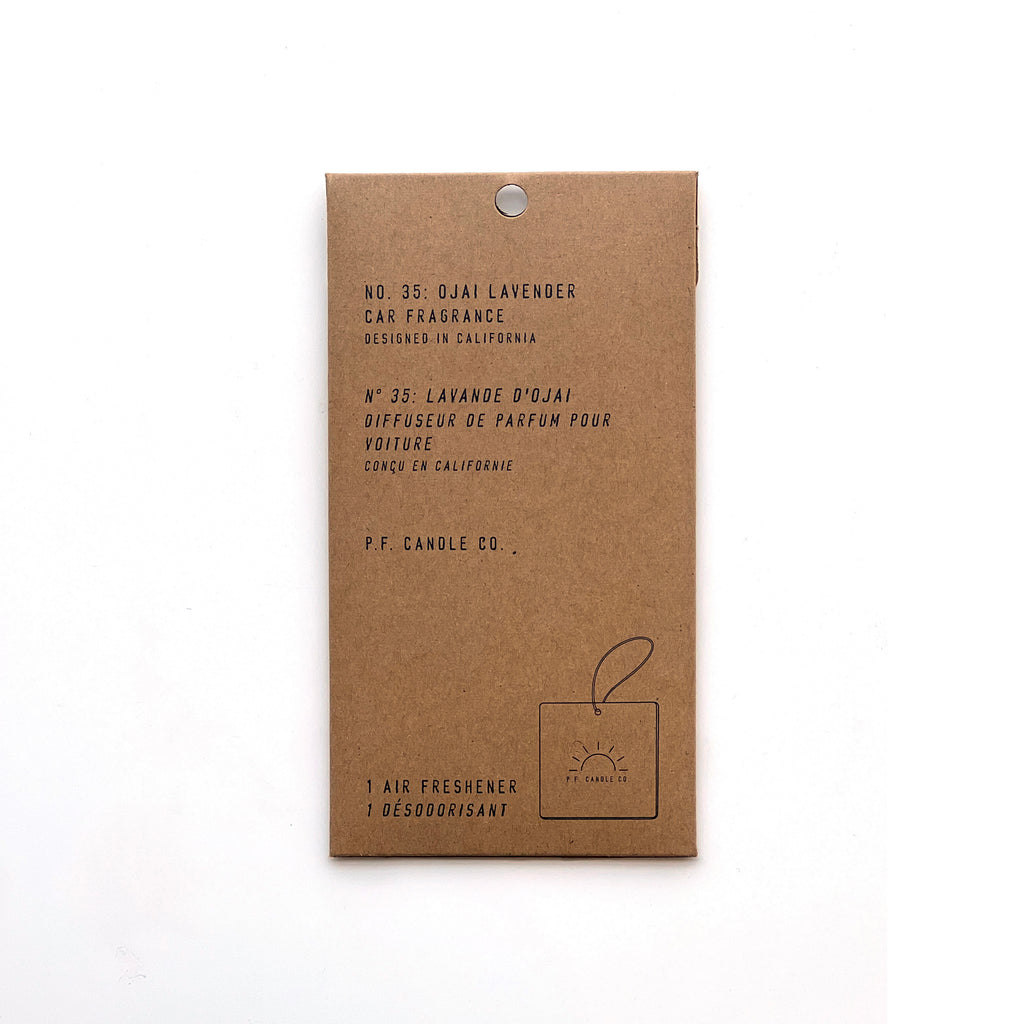 NO. 35: OJAI LAVENDER
CAR FRAGRANCE
DESIGNED IN CALIFORNIA
N° 35: LAVANDE D'OJAI
DIFFUSEUR DE PARFUM POUR
VOITURE
CONÇU EN CALIFORNIE
P.F. CANDLE CO.
P.F. CANDLE CO.
1 AIR FRESHENER
1 DÉSODORISANT